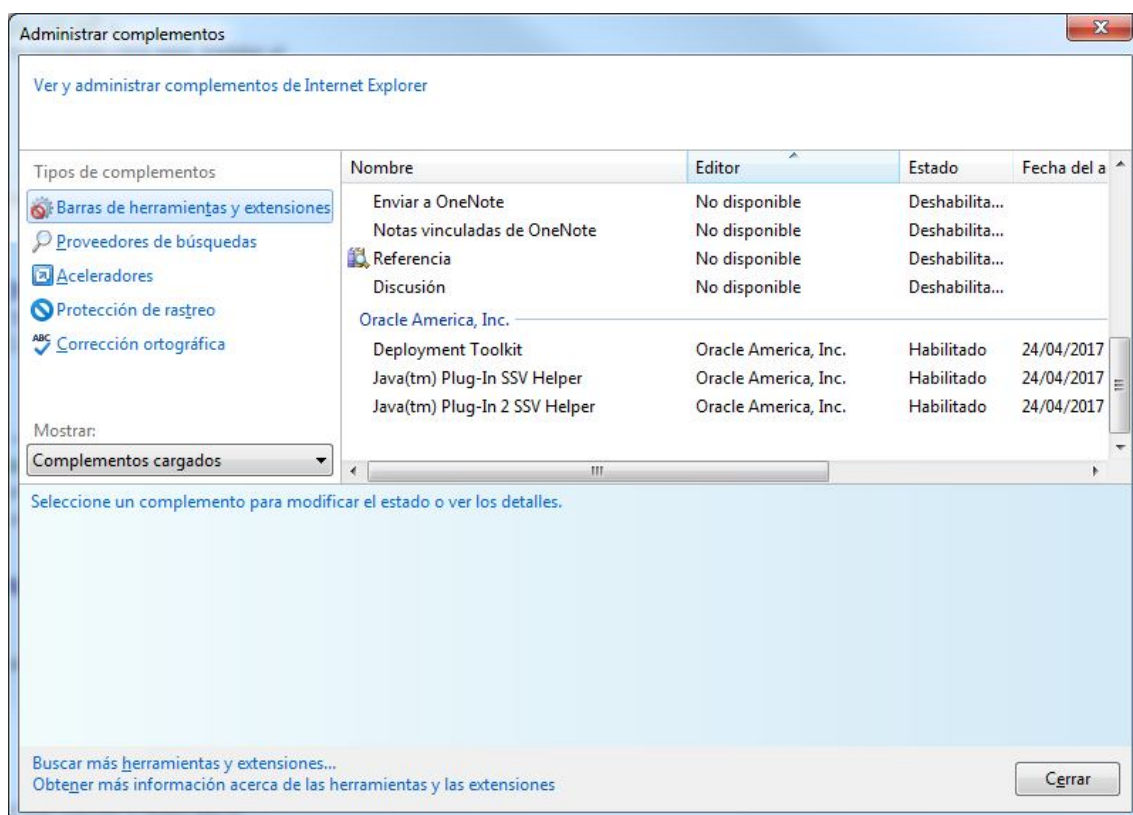 Administrar complementos
Ver y administrar complementos de Internet Explorer
Tipos de complementos
Barras de herramientas y extensiones
Proveedores de búsquedas
Aceleradores
Protección de rastreo
Corrección ortográfica
Mostrar:
Complementos cargados
Nombre Editor Estado Fecha del a
Enviar a OneNote No disponible Deshabilita...
Notas vinculadas de OneNote No disponible Deshabilita...
Referencia No disponible Deshabilita...
Discusión No disponible Deshabilita...
Oracle America, Inc.
Deployment Toolkit Oracle America, Inc. Habilitado 24/04/2017
Java(tm) Plug-In SSV Helper Oracle America, Inc. Habilitado 24/04/2017
Java(tm) Plug-In 2 SSV Helper Oracle America, Inc. Habilitado 24/04/2017
Seleccione un complemento para modificar el estado o ver los detalles.
Buscar más herramientas y extensiones...
Obtener más información acerca de las herramientas y las extensiones
Cerrar